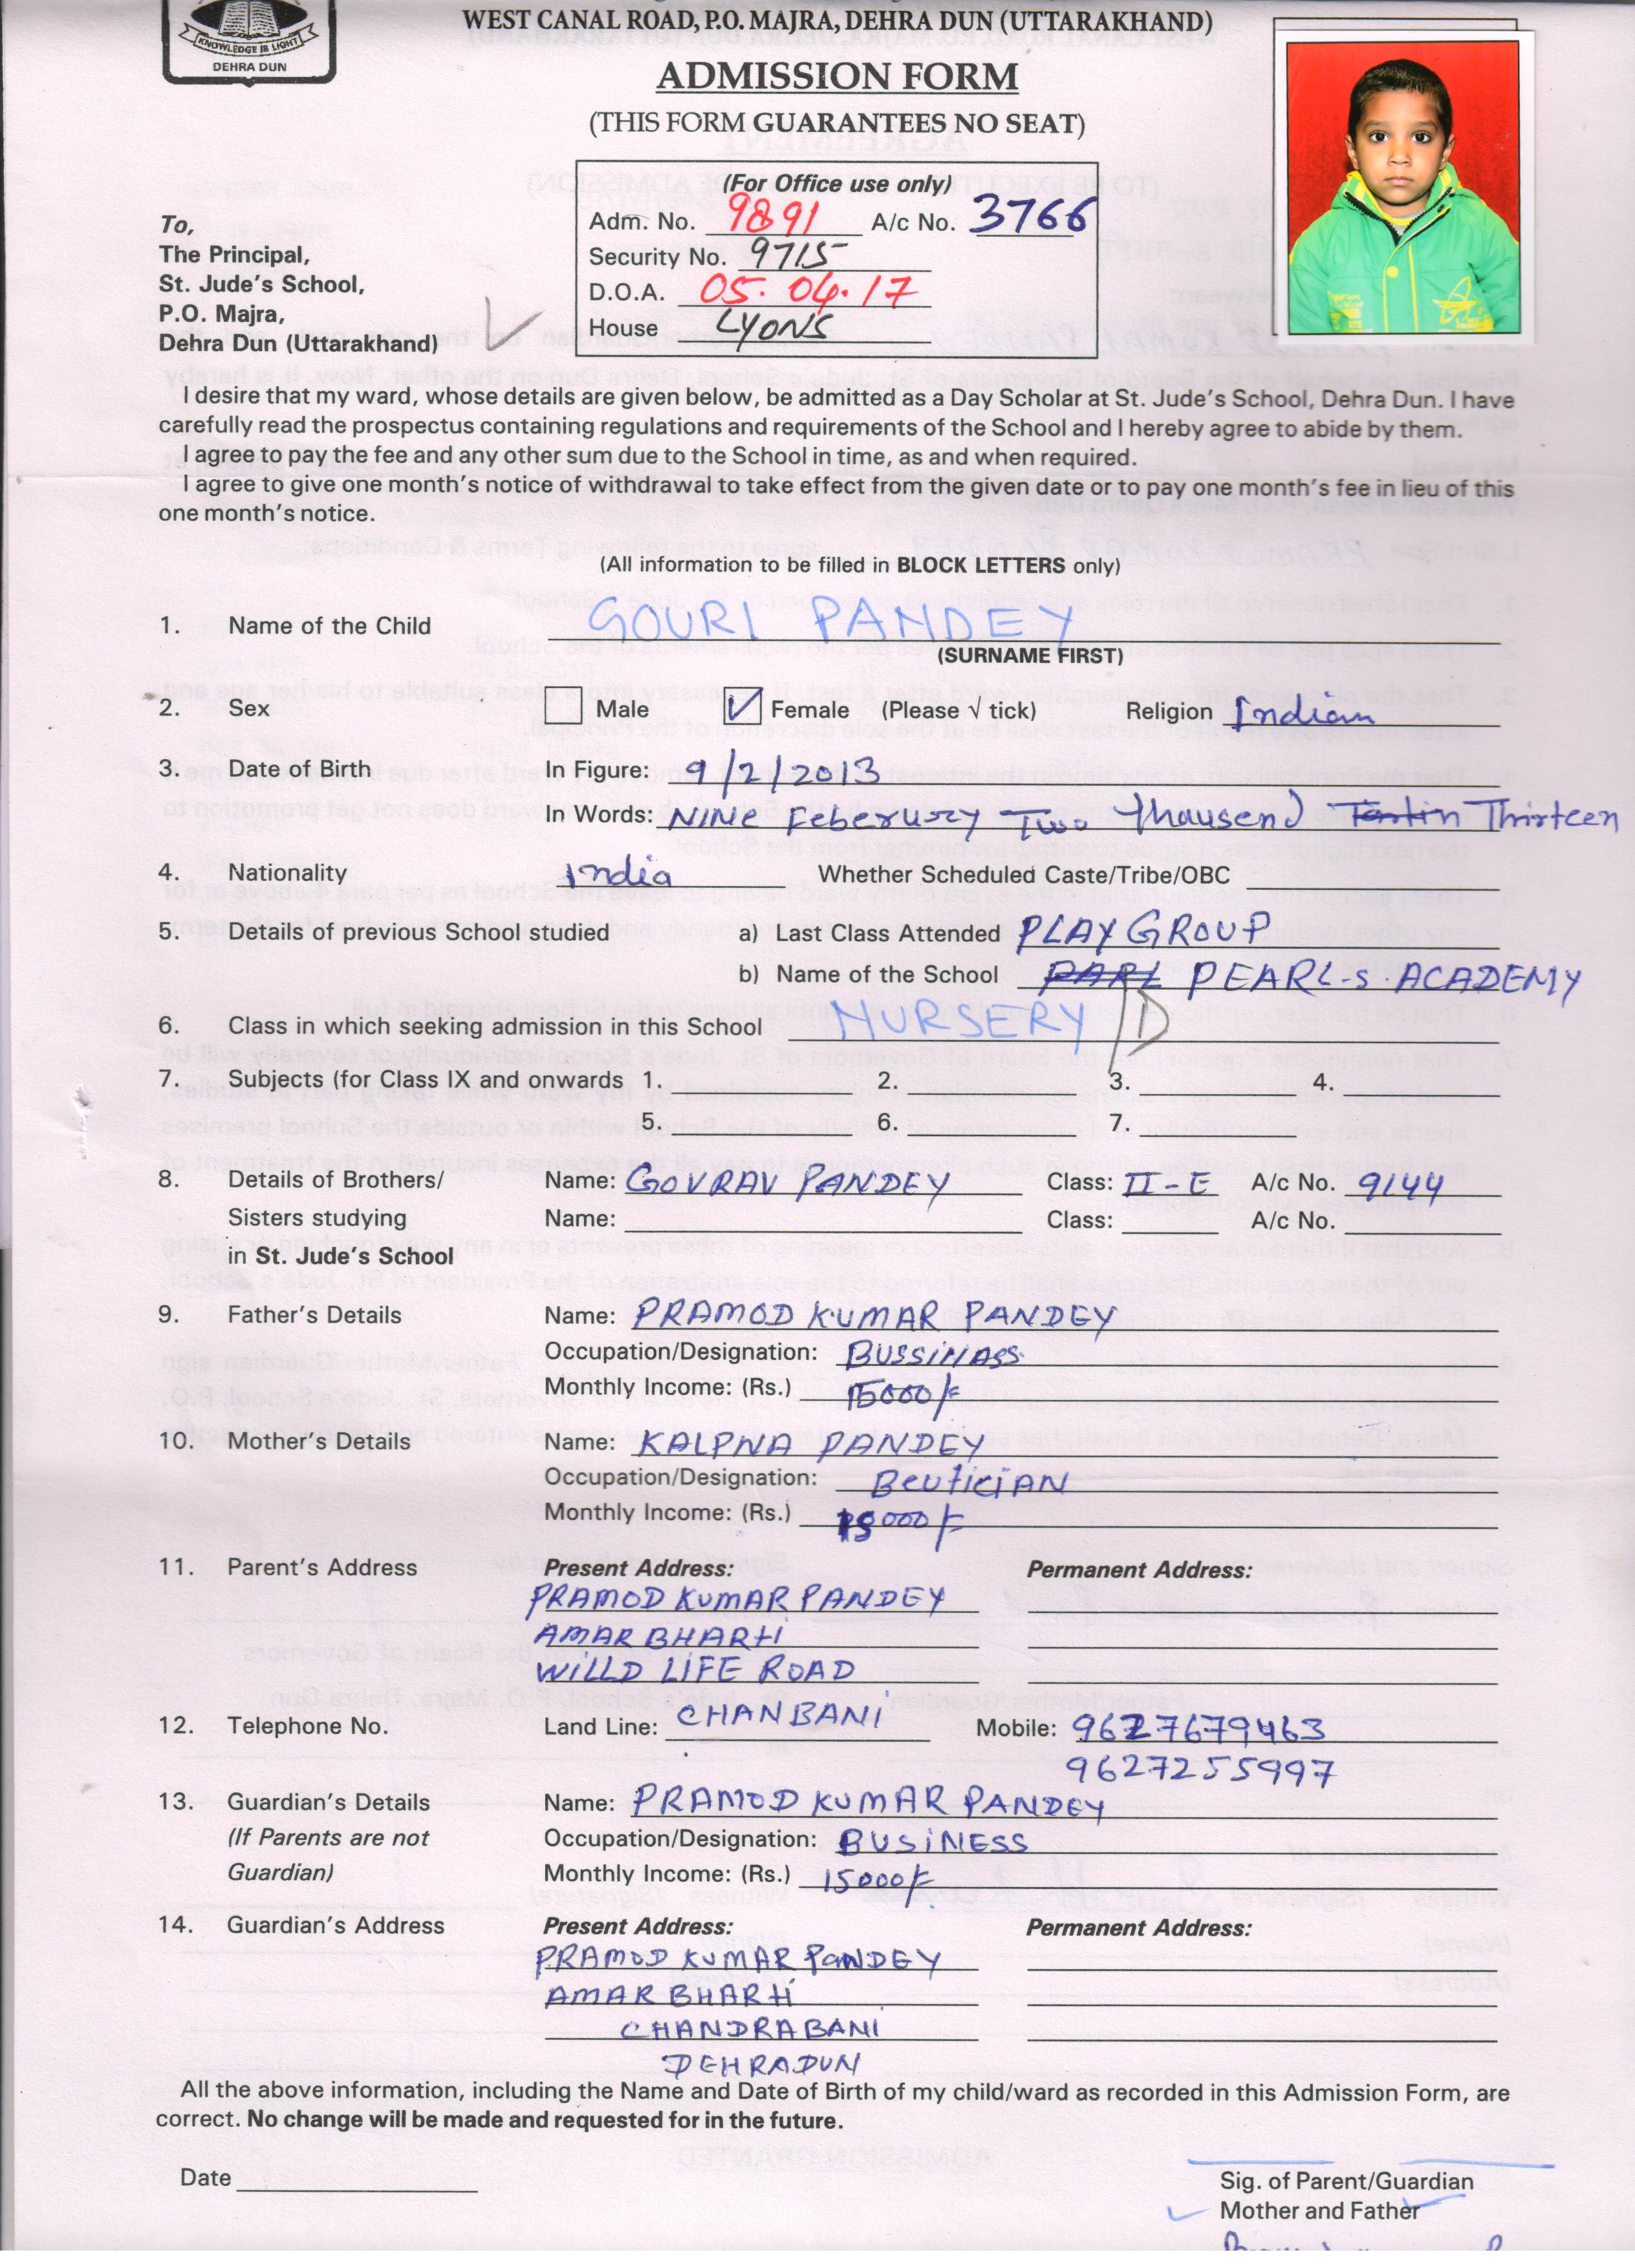 KNOWLEDGE IS LIGHT
DEHRA DUN
WEST CANAL ROAD, P.O. MAJRA, DEHRA DUN (UTTARAKHAND)
ADMISSION FORM
(THIS FORM GUARANTEES NO SEAT)
(For Office use only)
Adm. No. 9891 A/c No. 3766
Security No. 9715
D.O.A. 05.04.17
House LYONS
To,
The Principal,
St. Jude's School,
P.O. Majra,
Dehra Dun (Uttarakhand)
I desire that my ward, whose details are given below, be admitted as a Day Scholar at St. Jude's School, Dehra Dun. I have
carefully read the prospectus containing regulations and requirements of the School and I hereby agree to abide by them.
I agree to pay the fee and any other sum due to the School in time, as and when required.
I agree to give one month's notice of withdrawal to take effect from the given date or to pay one month's fee in lieu of this
one month's notice.
(All information to be filled in BLOCK LETTERS only)
1. Name of the Child GOURI PANDEY
(SURNAME FIRST)
2. Sex Male ✓ Female (Please √ tick) Religion Indian
3. Date of Birth In Figure: 9/2/2013
In Words: NINE Feberuary Two thausend Thirteen
4. Nationality India Whether Scheduled Caste/Tribe/OBC
5. Details of previous School studied a) Last Class Attended PLAY GROUP
b) Name of the School PARL PEARL-S. ACADEMY
6. Class in which seeking admission in this School NURSERY / D
7. Subjects (for Class IX and onwards 1. 2. 3. 4.
5. 6. 7.
8. Details of Brothers/ Name: GOVRAV PANDEY Class: II-E A/c No. 9144
Sisters studying Name: Class: A/c No.
in St. Jude's School
9. Father's Details Name: PRAMOD KUMAR PANDEY
Occupation/Designation: BUSSINASS
Monthly Income: (Rs.) 15000/-
10. Mother's Details Name: KALPNA PANDEY
Occupation/Designation: BeuticiAN
Monthly Income: (Rs.) 15000/-
11. Parent's Address Present Address: Permanent Address:
PRAMOD KUMAR PANDEY
AMAR BHARTI
WILLD LIFE ROAD
12. Telephone No. Land Line: CHANBANI Mobile: 9627679463
9627255997
13. Guardian's Details Name: PRAMOD KUMAR PANDEY
(If Parents are not Occupation/Designation: BUSINESS
Guardian) Monthly Income: (Rs.) 15000/-
14. Guardian's Address Present Address: Permanent Address:
PRAMOD KUMAR PANDEY
AMAR BHARTI
CHANDRABANI
DEHRADUN
All the above information, including the Name and Date of Birth of my child/ward as recorded in this Admission Form, are
correct. No change will be made and requested for in the future.
Date
Sig. of Parent/Guardian
Mother and Father